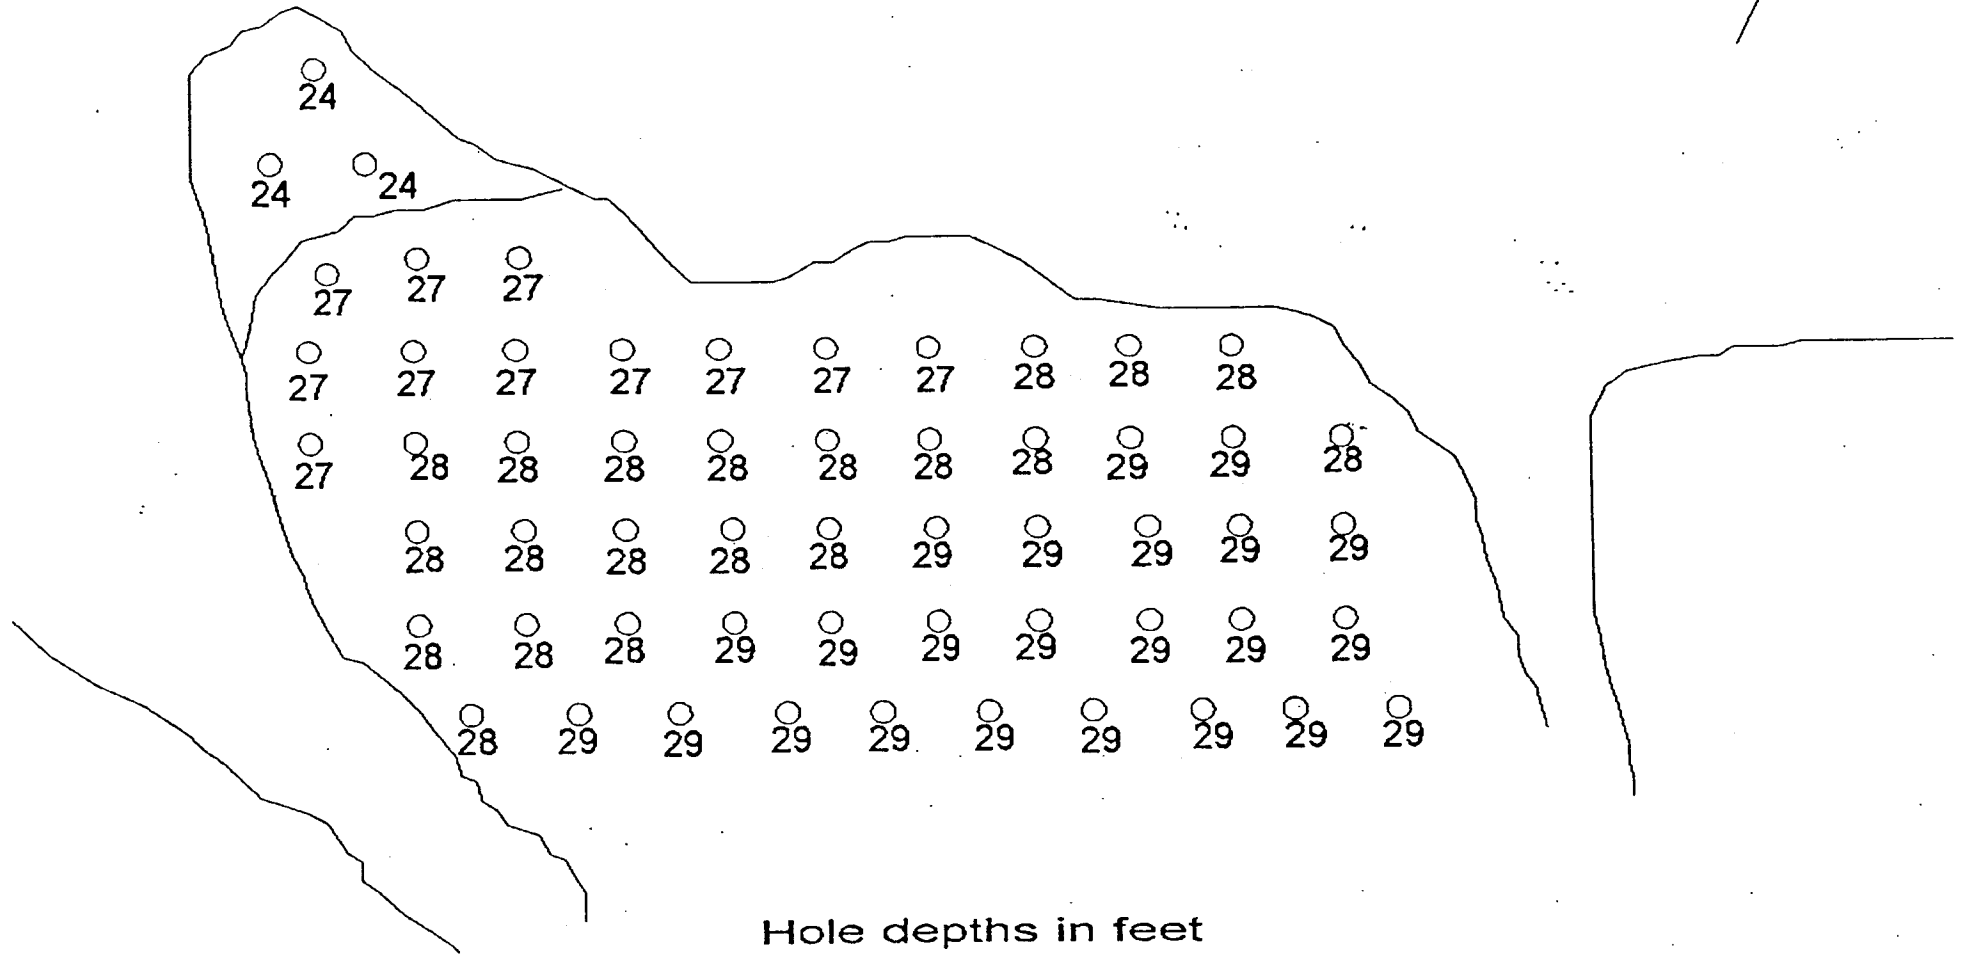 24
24 24
27 27 27
27 27 27 27 27 27 27 28 28 28
27 28 28 28 28 28 28 28 29 29 28
28 28 28 28 28 29 29 29 29 29
28 28 28 29 29 29 29 29 29 29
28 29 29 29 29 29 29 29 29 29
Hole depths in feet